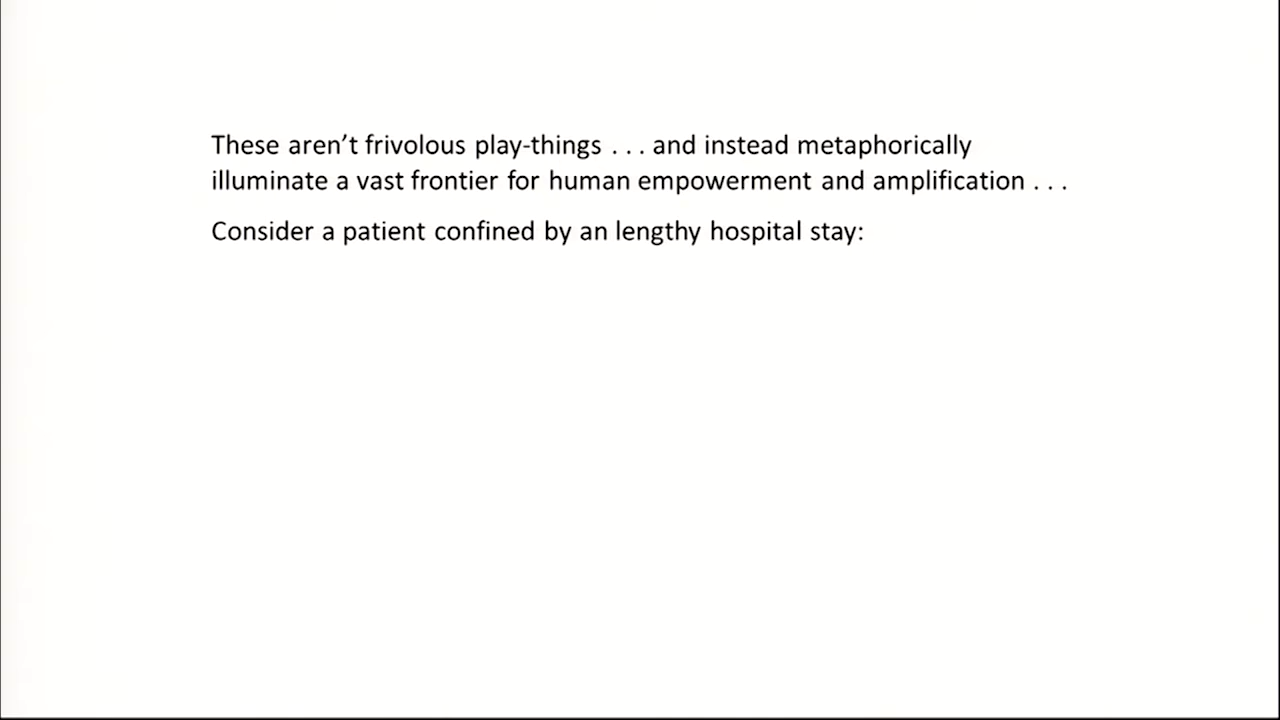 These aren’t frivolous play-things . . . and instead metaphorically
illuminate a vast frontier for human empowerment and amplification . . .
Consider a patient confined by an lengthy hospital stay: